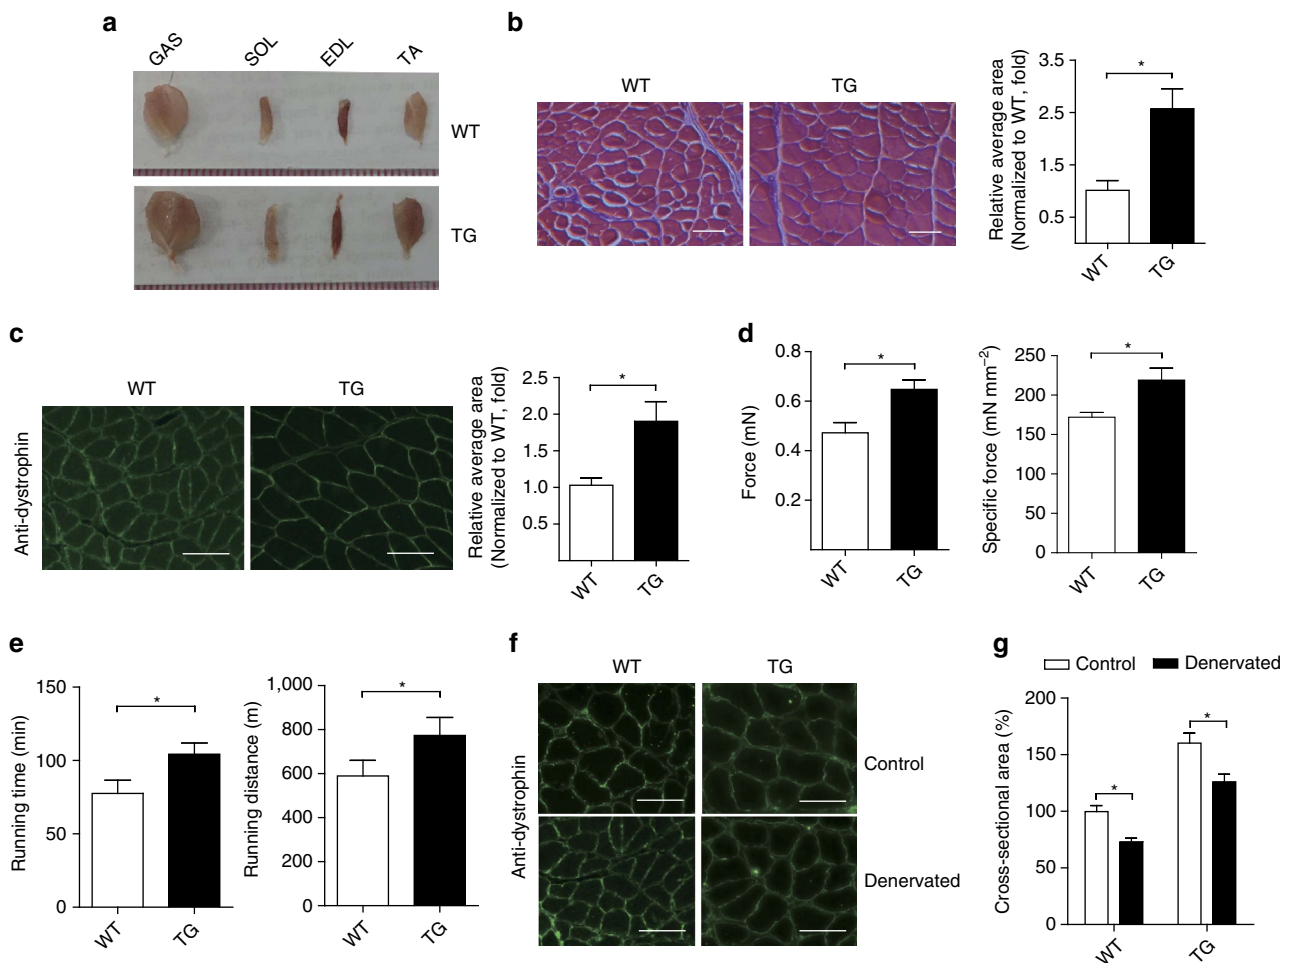 a
GAS SOL EDL TA
WT
TG
b
WT TG
Relative average area
(Normalized to WT, fold)
3.5
2.5
1.5
0.5
*
WT TG
c
WT TG
Anti-dystrophin
Relative average area
(Normalized to WT, fold)
2.5
2.0
1.5
1.0
0.5
*
WT TG
d
Force (mN)
0.8
0.6
0.4
0.2
*
WT TG
Specific force (mN mm⁻²)
250
200
150
100
50
0
*
WT TG
e
Running time (min)
150
100
50
0
*
WT TG
Running distance (m)
1,000
800
600
400
200
0
*
WT TG
f
WT TG
Anti-dystrophin
Control
Denervated
g
Control Denervated
Cross-sectional area (%)
200
150
100
50
0
*
*
WT TG